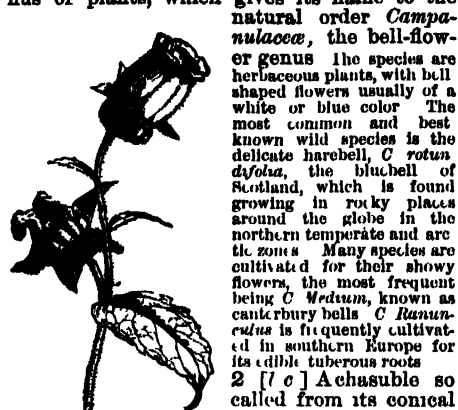 nus of plants, which gives its name to the
natural order Campa-
nulaceæ, the bell-flow-
er genus The species are
herbaceous plants, with bell
shaped flowers usually of a
white or blue color The
most common and best
known wild species is the
delicate harebell, C rotun
difolia, the bluebell of
Scotland, which is found
growing in rocky places
around the globe in the
northern temperate and arc
tic zones Many species are
cultivated for their showy
flowers, the most frequent
being C Medium, known as
canterbury bells C Ranun-
culus is frequently cultivat-
ed in southern Europe for
its edible tuberous roots
2 [l c] A chasuble so
called from its conical